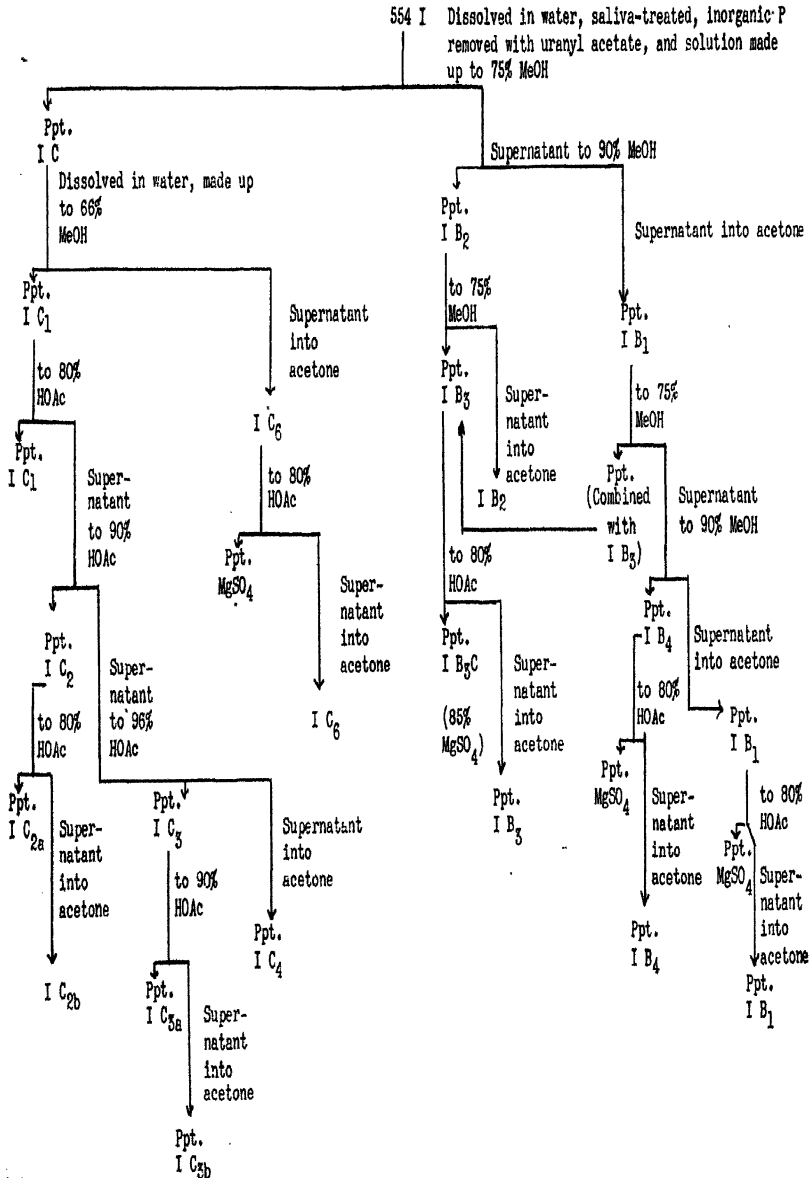 554 I Dissolved in water, saliva-treated, inorganic P
removed with uranyl acetate, and solution made
up to 75% MeOH
Ppt.
I C
Supernatant to 90% MeOH
Dissolved in water, made up
to 66%
MeOH
Ppt.
I B2
Supernatant into acetone
Ppt.
I C1
Supernatant
into
acetone
to 75%
MeOH
Ppt.
I B1
to 80%
HOAc
I C6
Ppt.
I B3
Super-
natant
into
acetone
to 75%
MeOH
Ppt.
I C1
Super-
natant
to 90%
HOAc
to 80%
HOAc
I B2
Ppt.
(Combined
with
I B3)
Supernatant
to 90% MeOH
Ppt.
MgSO4
Super-
natant
into
acetone
to 80%
HOAc
Ppt.
I C2
Super-
natant
to 96%
HOAc
I C6
Ppt.
I B3C
(85%
MgSO4)
Super-
natant
into
acetone
Ppt.
I B4
Supernatant
into acetone
to 80%
HOAc
to 80%
HOAc
Ppt.
I B1
Ppt.
I C2a
Super-
natant
into
acetone
Ppt.
I C3
Supernatant
into
acetone
Ppt.
I B3
Ppt.
MgSO4
Super-
natant
into
acetone
to 80%
HOAc
to 90%
HOAc
Ppt.
MgSO4
Super-
natant
into
acetone
I C2b
Ppt.
I C4
Ppt.
I B4
Ppt.
I C3a
Super-
natant
into
acetone
Ppt.
I B1
Ppt.
I C3b